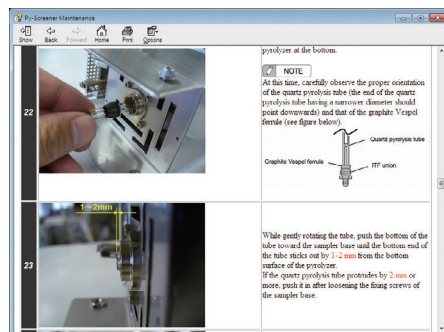 Py-Screener Maintenance
Show Back Forward Home Print Options
pyrolyzer at the bottom.
NOTE
At this time, carefully observe the proper orientation
of the quartz pyrolysis tube (the end of the quartz
pyrolysis tube having a narrower diameter should
point downwards) and that of the graphite Vespel
ferrule (see figure below).
22
Quartz pyrolysis tube
Graphite Vespel ferrule
ITF union
1~2mm
23
While gently rotating the tube, push the bottom of the
tube toward the sampler base until the bottom end of
the tube sticks out by 1-2 mm from the bottom
surface of the pyrolyzer.
If the quartz pyrolysis tube protrudes by 2 mm or
more, push it in after loosening the fixing screws of
the sampler base.